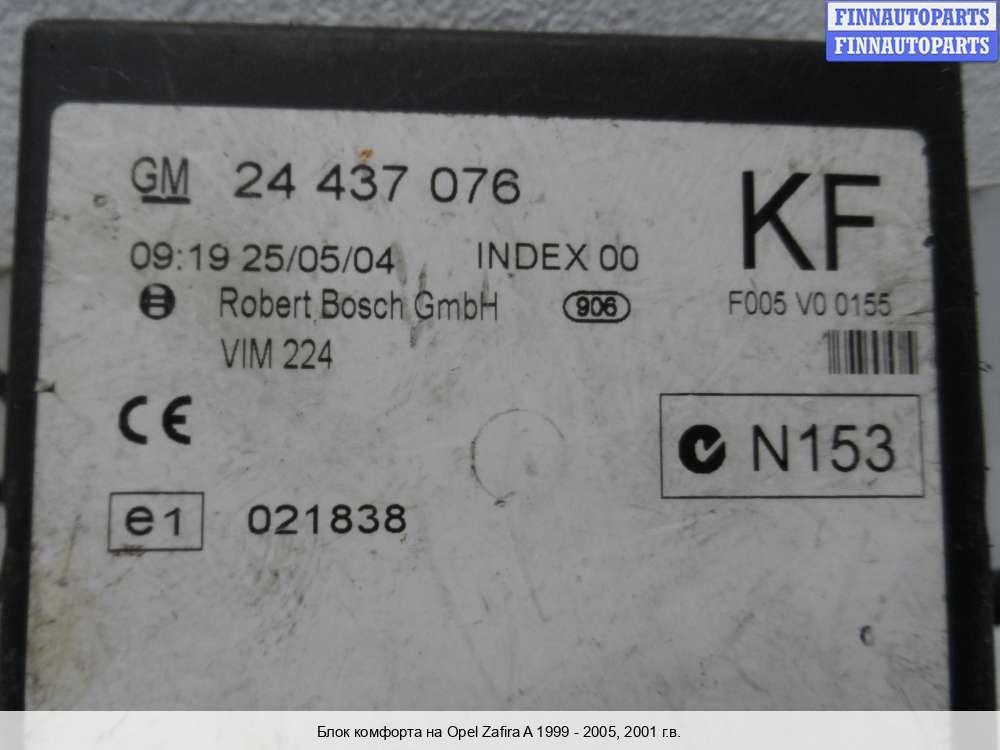 FINNAUTOPARTS
FINNAUTOPARTS
GM 24 437 076
KF
09:19 25/05/04 INDEX 00
Robert Bosch GmbH 906 F005 V0 0155
VIM 224
CE
N153
e1 021838
Блок комфорта на Opel Zafira A 1999 - 2005, 2001 г.в.